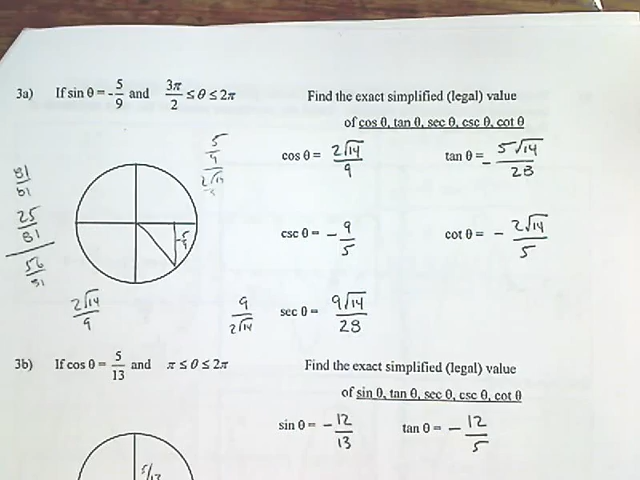 3a) If sin θ = -5/9 and 3π/2 ≤ θ ≤ 2π Find the exact simplified (legal) value
of cos θ, tan θ, sec θ, csc θ, cot θ
cos θ = 2√14/9 tan θ = -5√14/28
81/81
25/81
56/81
5/9
2√14
-5/9
csc θ = -9/5 cot θ = -2√14/5
2√14/9
9/2√14
sec θ = 9√14/28
3b) If cos θ = 5/13 and π ≤ θ ≤ 2π Find the exact simplified (legal) value
of sin θ, tan θ, sec θ, csc θ, cot θ
sin θ = -12/13 tan θ = -12/5
5/13